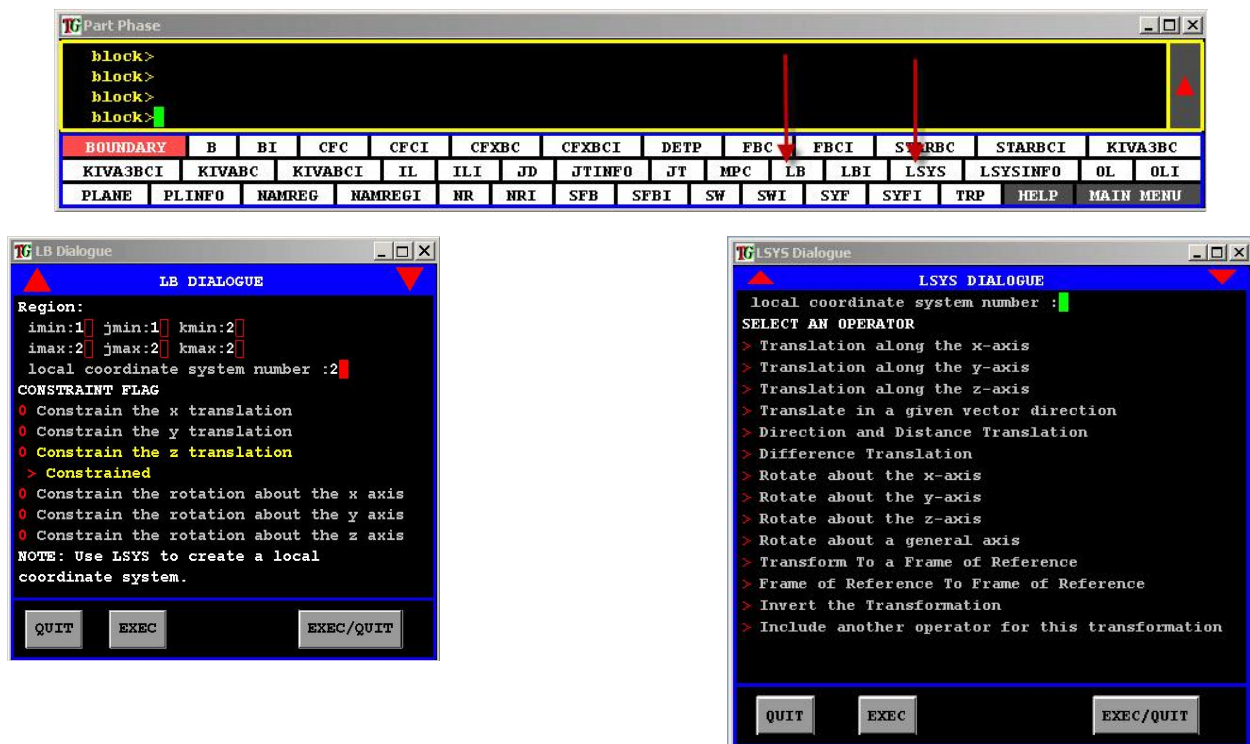 TG Part Phase
block>
block>
block>
block>
BOUNDARY B BI CFC CFCI CFXBC CFXBCI DETP FBC FBCI STARBC STARBCI KIVA3BC
KIVA3BCI KIVABC KIVABCI IL ILI JD JTINFO JT MPC LB LBI LSYS LSYSINFO OL OLI
PLANE PLINFO NAMREG NAMREGI NR NRI SFB SFBI SW SWI SYF SYFI TRP HELP MAIN MENU
TG LB Dialogue
LB DIALOGUE
Region:
imin:1 jmin:1 kmin:2
imax:2 jmax:2 kmax:2
local coordinate system number :2
CONSTRAINT FLAG
0 Constrain the x translation
0 Constrain the y translation
0 Constrain the z translation
> Constrained
0 Constrain the rotation about the x axis
0 Constrain the rotation about the y axis
0 Constrain the rotation about the z axis
NOTE: Use LSYS to create a local
coordinate system.
QUIT EXEC EXEC/QUIT
TG LSYS Dialogue
LSYS DIALOGUE
local coordinate system number :
SELECT AN OPERATOR
> Translation along the x-axis
> Translation along the y-axis
> Translation along the z-axis
> Translate in a given vector direction
> Direction and Distance Translation
> Difference Translation
> Rotate about the x-axis
> Rotate about the y-axis
> Rotate about the z-axis
> Rotate about a general axis
> Transform To a Frame of Reference
> Frame of Reference To Frame of Reference
> Invert the Transformation
> Include another operator for this transformation
QUIT EXEC EXEC/QUIT